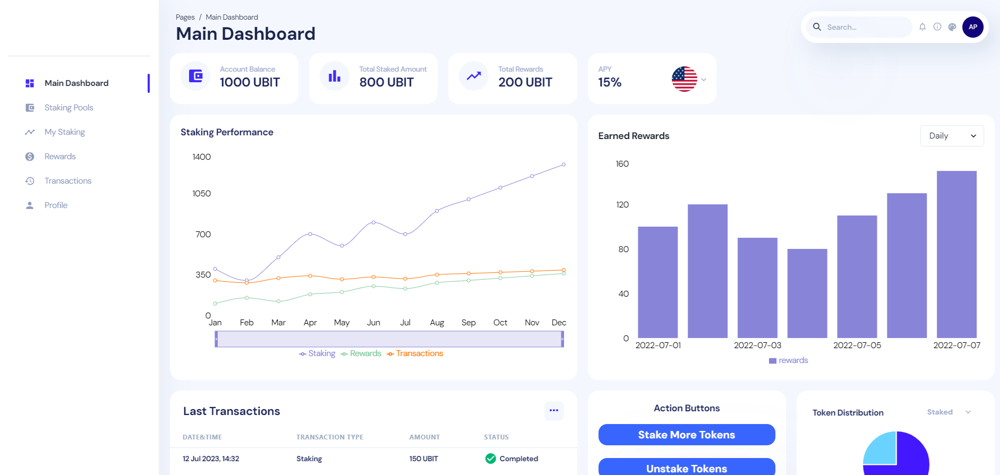 Pages / Main Dashboard
Main Dashboard
Search...
AP
Main Dashboard
Staking Pools
My Staking
Rewards
Transactions
Profile
Account Balance
1000 UBIT
Total Staked Amount
800 UBIT
Total Rewards
200 UBIT
APY
15%
Staking Performance
1400
1050
700
350
0
Jan Feb Mar Apr May Jun Jul Aug Sep Oct Nov Dec
Staking Rewards Transactions
Earned Rewards
Daily
160
120
80
40
0
2022-07-01 2022-07-03 2022-07-05 2022-07-07
rewards
Last Transactions
DATE&TIME TRANSACTION TYPE AMOUNT STATUS
12 Jul 2023, 14:32 Staking 150 UBIT Completed
Action Buttons
Stake More Tokens
Unstake Tokens
Token Distribution
Staked